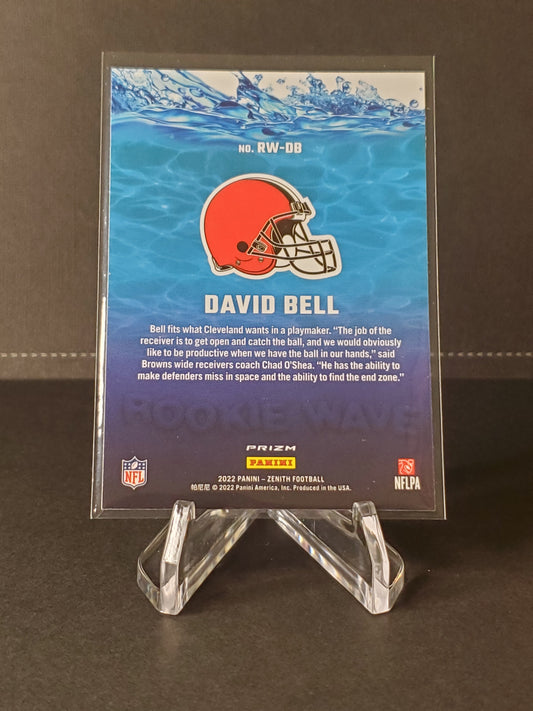 NO. RW-DB
DAVID BELL
Bell fits what Cleveland wants in a playmaker. “The job of the
receiver is to get open and catch the ball, and we would obviously
like to be productive when we have the ball in our hands,” said
Browns wide receivers coach Chad O’Shea. “He has the ability to
make defenders miss in space and the ability to find the end zone.”
ROOKIE WAVE
PRIZM
PANINI
NFL
2022 PANINI – ZENITH FOOTBALL
帕尼尼 © 2022 Panini America, Inc. Produced in the USA.
NFLPA